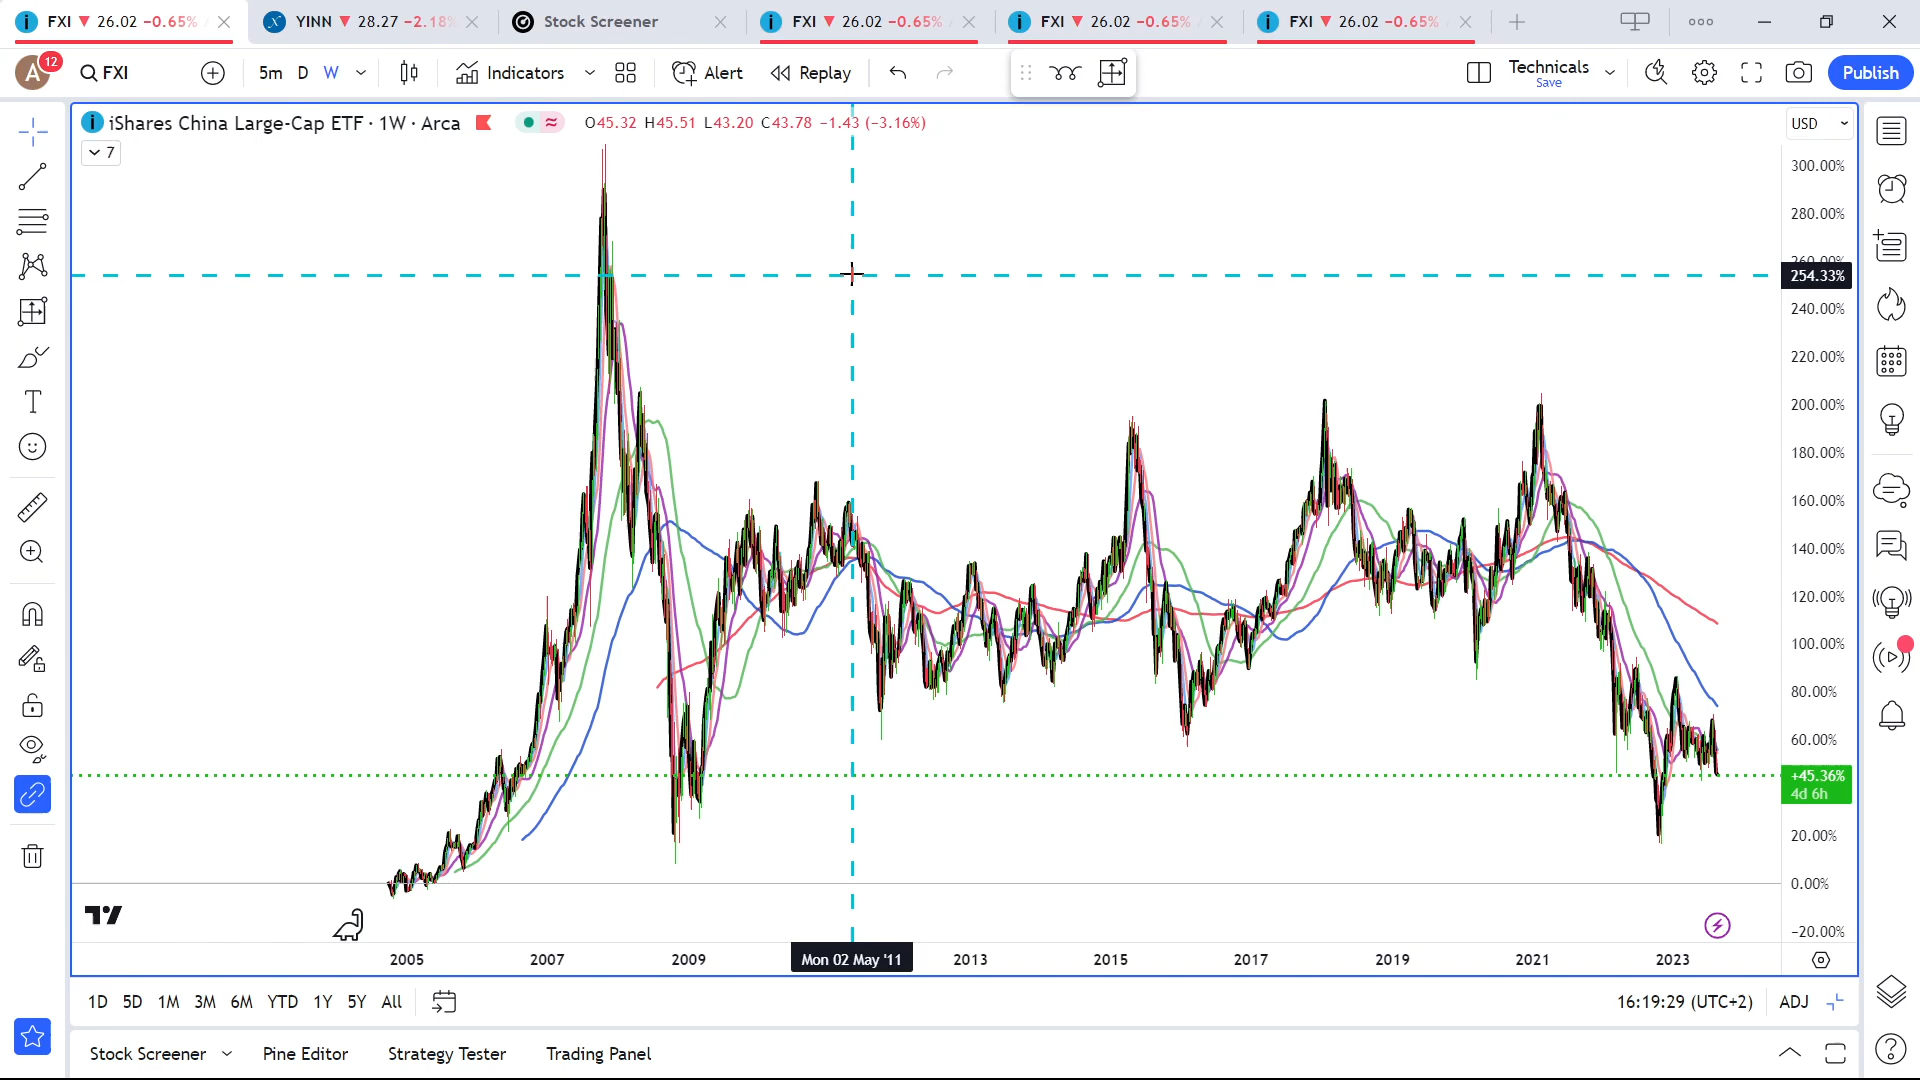 FXI ▼ 26.02 −0.65% /
YINN ▼ 28.27 −2.18%
Stock Screener
FXI ▼ 26.02 −0.65% /
FXI ▼ 26.02 −0.65% /
FXI ▼ 26.02 −0.65% /
A 12
FXI
5m D W
Indicators
Alert
Replay
Technicals
Save
Publish
iShares China Large-Cap ETF · 1W · Arca
O45.32 H45.51 L43.20 C43.78 −1.43 (−3.16%)
USD
7
300.00%
280.00%
260.00%
254.33%
240.00%
220.00%
200.00%
180.00%
160.00%
140.00%
120.00%
100.00%
80.00%
60.00%
+45.36%
4d 6h
20.00%
0.00%
−20.00%
2005 2007 2009 Mon 02 May '11 2013 2015 2017 2019 2021 2023
1D 5D 1M 3M 6M YTD 1Y 5Y All
16:19:29 (UTC+2) ADJ
Stock Screener Pine Editor Strategy Tester Trading Panel